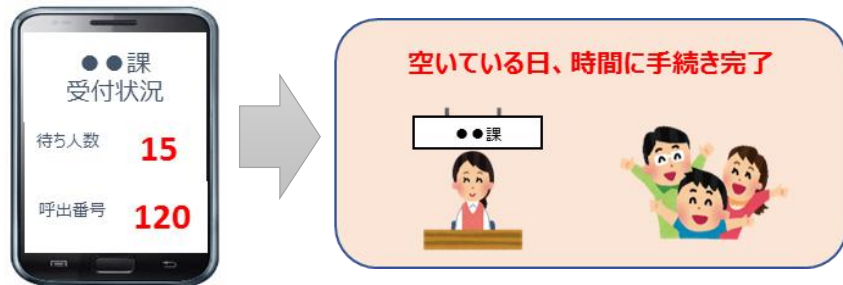 ●●課
受付状況
待ち人数 15
呼出番号 120
空いている日、時間に手続き完了
●●課